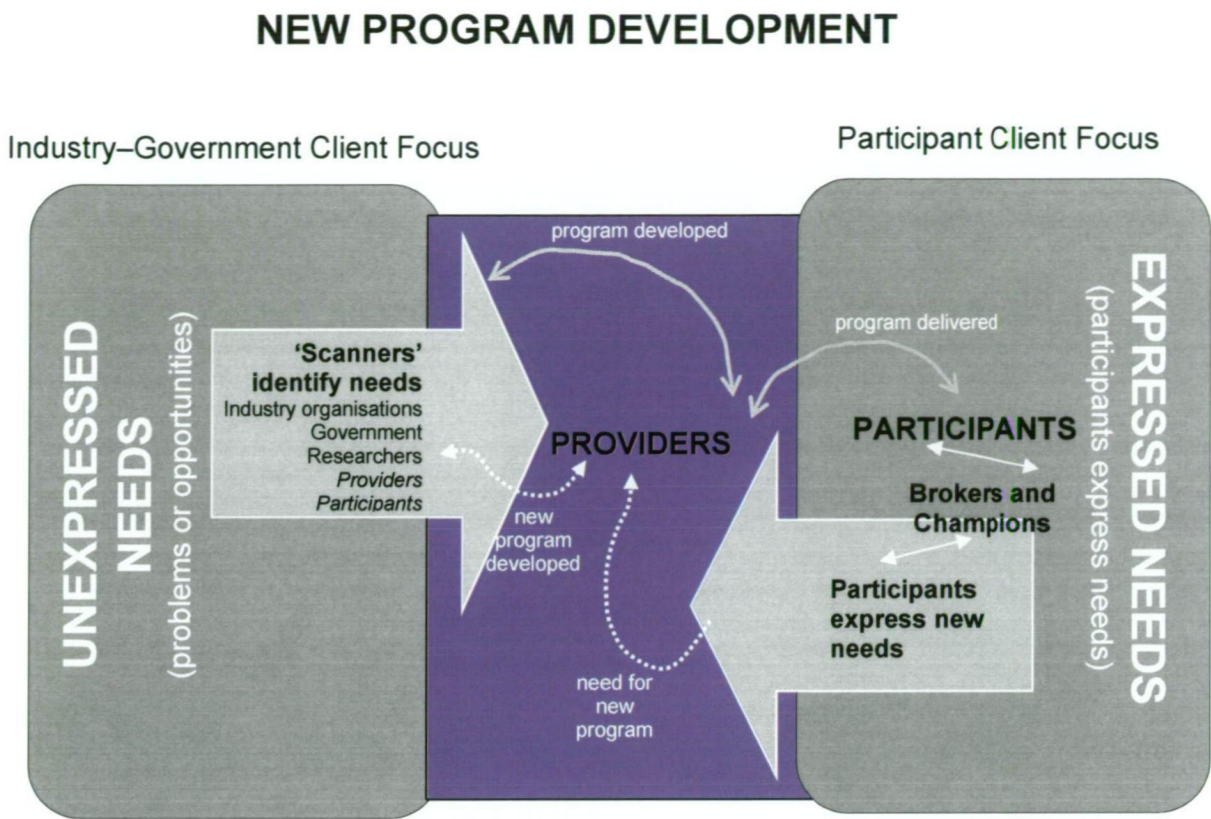 NEW PROGRAM DEVELOPMENT
Industry–Government Client Focus
Participant Client Focus
UNEXPRESSED
NEEDS
(problems or opportunities)
‘Scanners’
identify needs
Industry organisations
Government
Researchers
Providers
Participants
program developed
PROVIDERS
new
program
developed
need for
new
program
program delivered
PARTICIPANTS
Brokers and
Champions
Participants
express new
needs
EXPRESSED NEEDS
(participants express needs)